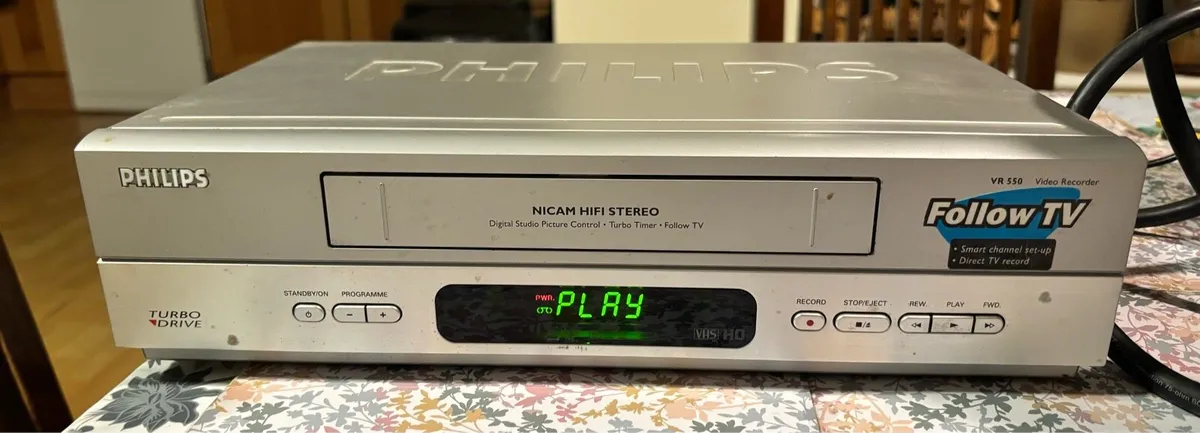 PHILIPS
PHILIPS
NICAM HIFI STEREO
Digital Studio Picture Control • Turbo Timer • Follow TV
VR 550 Video Recorder
Follow TV
• Smart channel set-up
• Direct TV record
TURBO
DRIVE
STANDBY/ON PROGRAMME
− +
PWR.
PLAY
VHS HQ
RECORD STOP/EJECT REW. PLAY FWD.